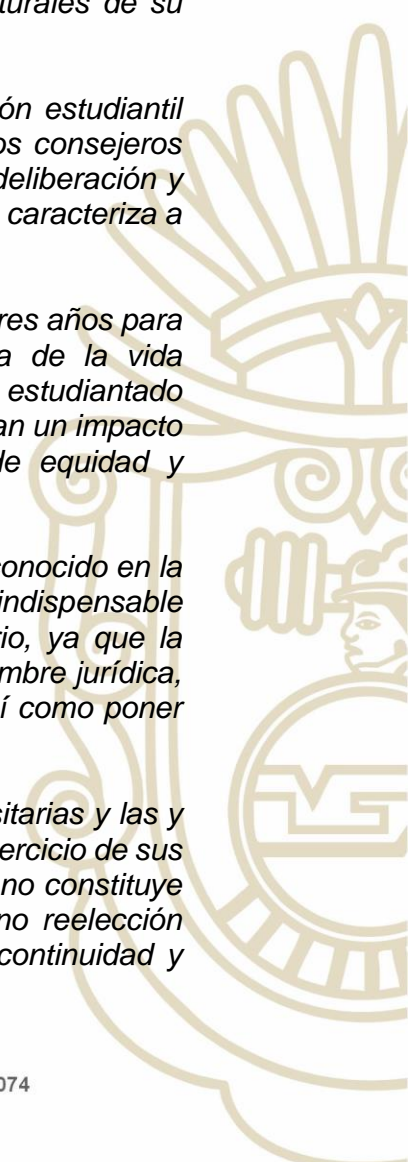 turales de su
ón estudiantil
os consejeros
deliberación y
caracteriza a
res años para
a de la vida
estudiantado
an un impacto
de equidad y
conocido en la
indispensable
rio, ya que la
mbre jurídica,
í como poner
sitarias y las y
ercicio de sus
no constituye
no reelección
continuidad y
074